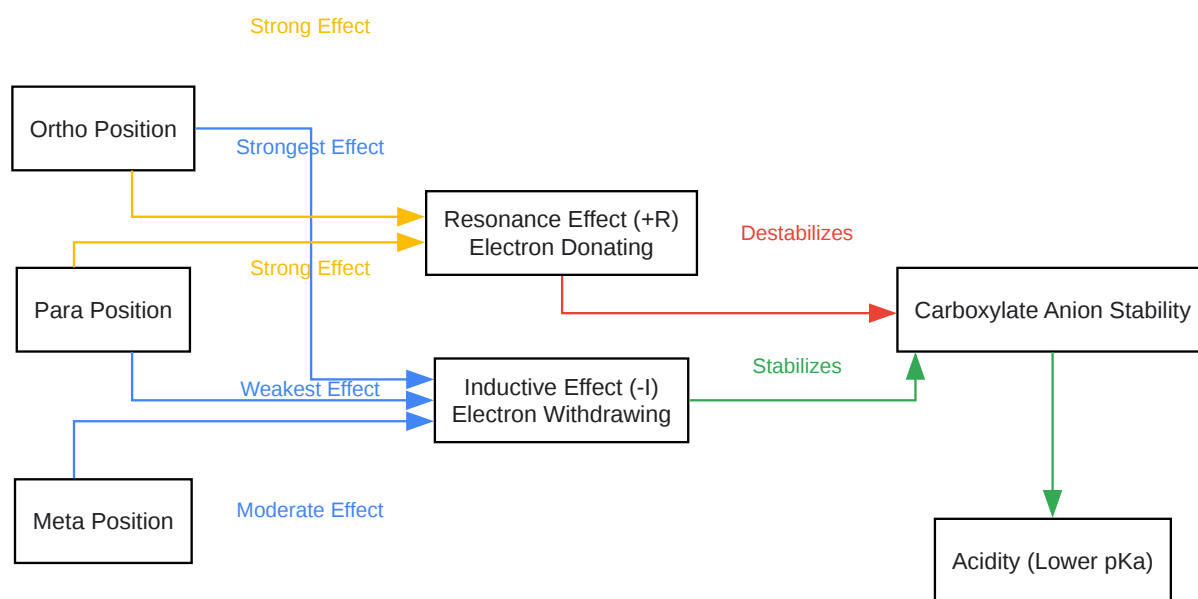 Strong Effect
Ortho Position
Strongest Effect
Resonance Effect (+R)
Electron Donating
Destabilizes
Strong Effect
Para Position
Carboxylate Anion Stability
Stabilizes
Weakest Effect
Inductive Effect (-I)
Electron Withdrawing
Moderate Effect
Meta Position
Acidity (Lower pKa)